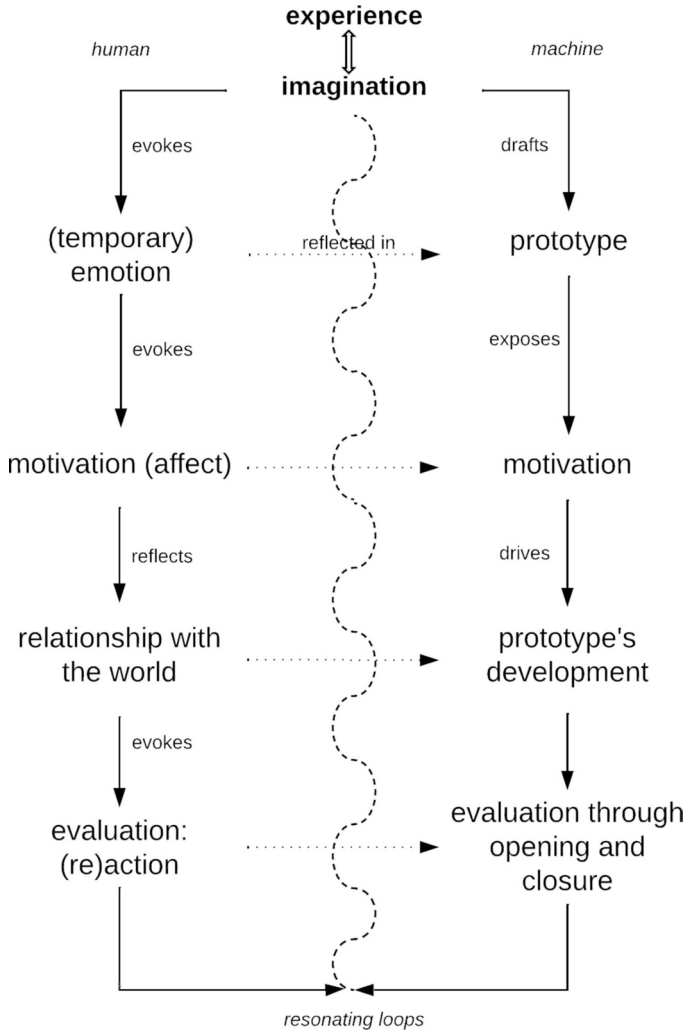 experience
human
machine
imagination
evokes
drafts
(temporary)
emotion
reflected in
prototype
evokes
exposes
motivation (affect)
motivation
reflects
drives
relationship with
the world
prototype's
development
evokes
evaluation:
(re)action
evaluation through
opening and
closure
resonating loops